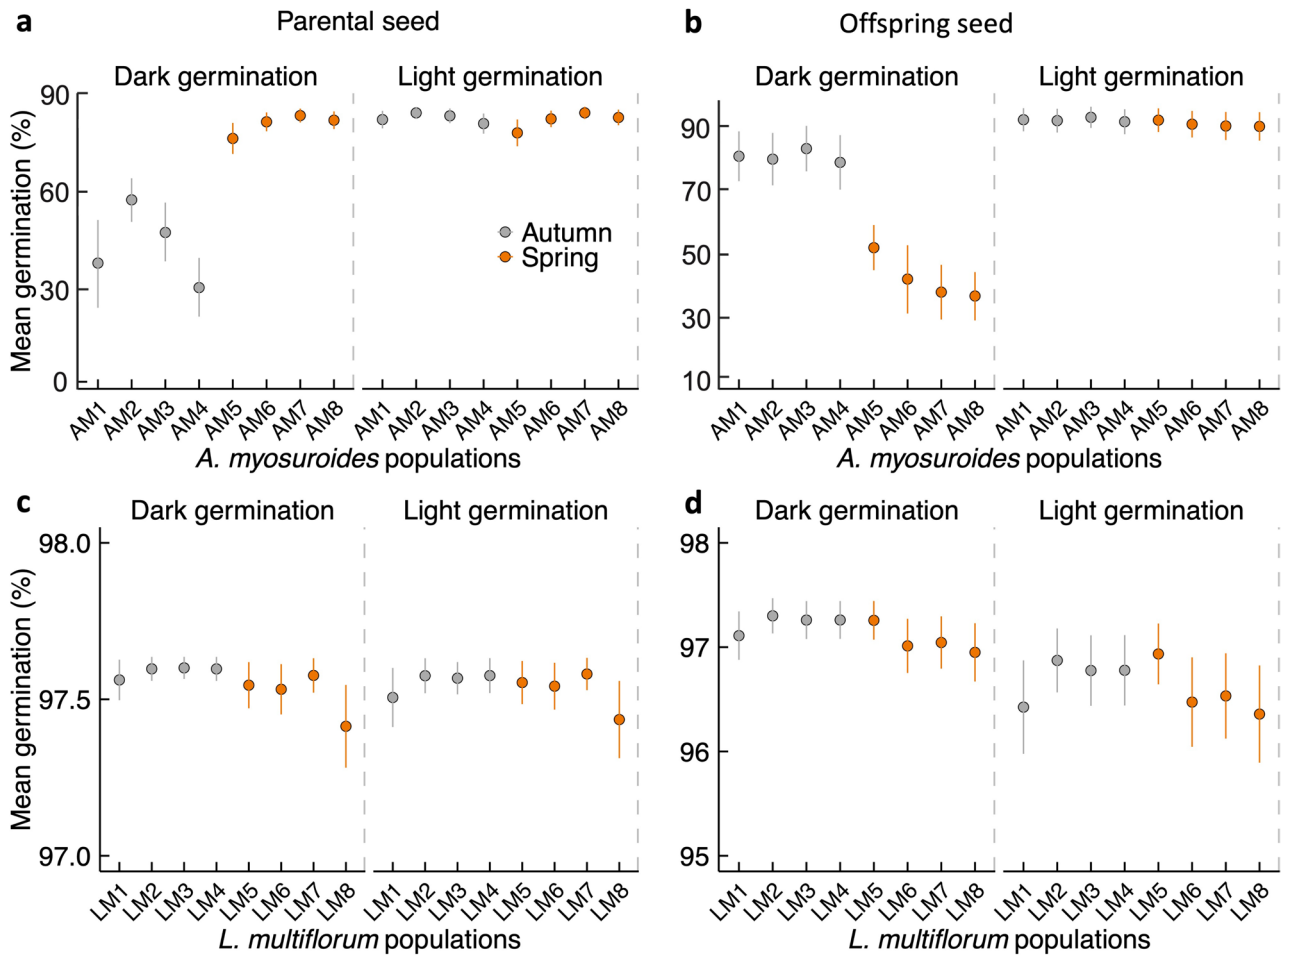 a
Parental seed
Dark germination
Light germination
Mean germination (%)
90
60
30
0
Autumn
Spring
AM1 AM2 AM3 AM4 AM5 AM6 AM7 AM8
AM1 AM2 AM3 AM4 AM5 AM6 AM7 AM8
A. myosuroides populations
b
Offspring seed
Dark germination
Light germination
90
70
50
30
10
AM1 AM2 AM3 AM4 AM5 AM6 AM7 AM8
AM1 AM2 AM3 AM4 AM5 AM6 AM7 AM8
A. myosuroides populations
c
Dark germination
Light germination
Mean germination (%)
98.0
97.5
97.0
LM1 LM2 LM3 LM4 LM5 LM6 LM7 LM8
LM1 LM2 LM3 LM4 LM5 LM6 LM7 LM8
L. multiflorum populations
d
Dark germination
Light germination
98
97
96
95
LM1 LM2 LM3 LM4 LM5 LM6 LM7 LM8
LM1 LM2 LM3 LM4 LM5 LM6 LM7 LM8
L. multiflorum populations